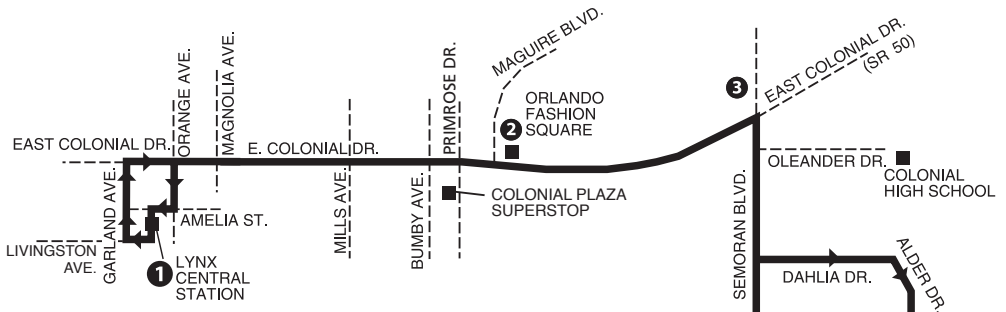 EAST COLONIAL DR.
ORANGE AVE.
MAGNOLIA AVE.
E. COLONIAL DR.
PRIMROSE DR.
MAGUIRE BLVD.
2
ORLANDO
FASHION
SQUARE
3
EAST COLONIAL DR.
(SR 50)
OLEANDER DR.
COLONIAL
HIGH SCHOOL
GARLAND AVE.
AMELIA ST.
LIVINGSTON
AVE.
1
LYNX
CENTRAL
STATION
MILLS AVE.
BUMBY AVE.
COLONIAL PLAZA
SUPERSTOP
SEMORAN BLVD.
DAHLIA DR.
ALDER DR.